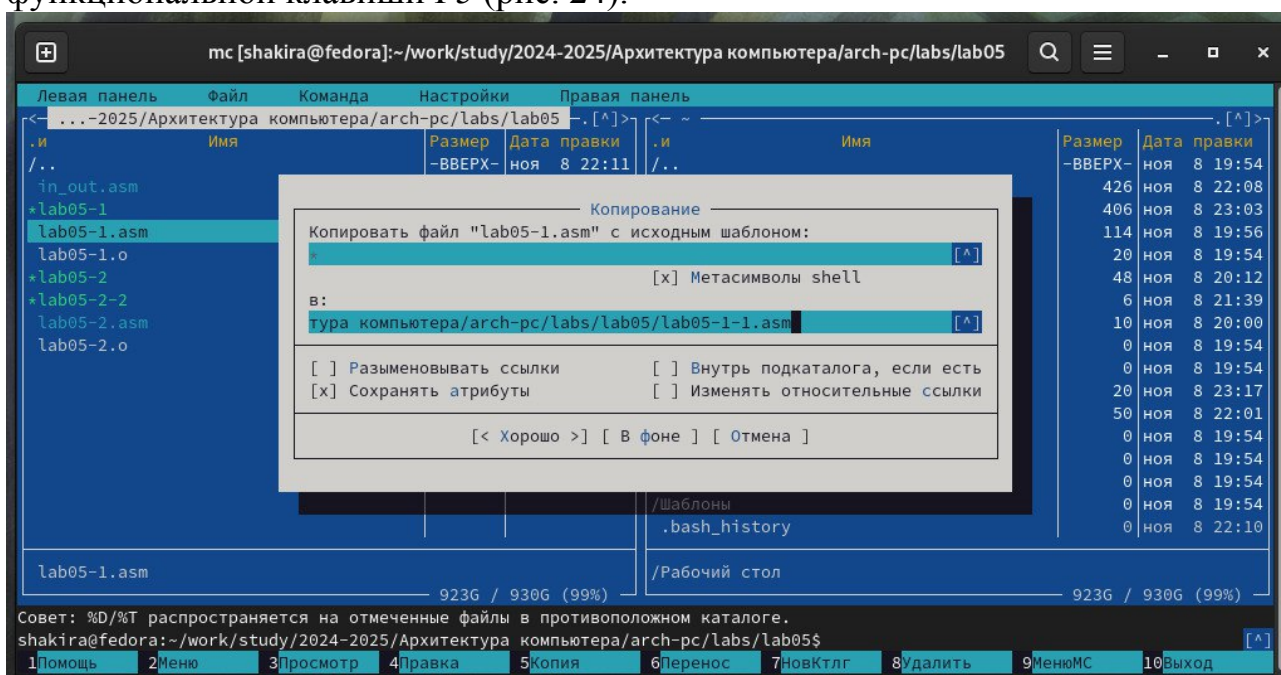 функциональной клавиши F5 (рис. 24).
mc [shakira@fedora]:~/work/study/2024-2025/Архитектура компьютера/arch-pc/labs/lab05
Левая панель Файл Команда Настройки Правая панель
<— ...-2025/Архитектура компьютера/arch-pc/labs/lab05 —.[^]> <— ~ —.[^]>
.и Имя Размер Дата правки .и Имя Размер Дата правки
/.. -ВВЕРХ- ноя 8 22:11 /.. -ВВЕРХ- ноя 8 19:54
in_out.asm 426 ноя 8 22:08
*lab05-1 Копирование 406 ноя 8 23:03
lab05-1.asm Копировать файл "lab05-1.asm" с исходным шаблоном: 114 ноя 8 19:56
lab05-1.o * [^] 20 ноя 8 19:54
*lab05-2 [x] Метасимволы shell 48 ноя 8 20:12
*lab05-2-2 в: 6 ноя 8 21:39
lab05-2.asm тура компьютера/arch-pc/labs/lab05/lab05-1-1.asm [^] 10 ноя 8 20:00
lab05-2.o 0 ноя 8 19:54
[ ] Разыменовывать ссылки [ ] Внутрь подкаталога, если есть 0 ноя 8 19:54
[x] Сохранять атрибуты [ ] Изменять относительные ссылки 20 ноя 8 23:17
50 ноя 8 22:01
[< Хорошо >] [ В фоне ] [ Отмена ] 0 ноя 8 19:54
0 ноя 8 19:54
0 ноя 8 19:54
/Шаблоны 0 ноя 8 19:54
.bash_history 0 ноя 8 22:10
lab05-1.asm /Рабочий стол
923G / 930G (99%) 923G / 930G (99%)
Совет: %D/%T распространяется на отмеченные файлы в противоположном каталоге.
shakira@fedora:~/work/study/2024-2025/Архитектура компьютера/arch-pc/labs/lab05$ [^]
1Помощь 2Меню 3Просмотр 4Правка 5Копия 6Перенос 7НовКтлг 8Удалить 9МенюMC 10Выход